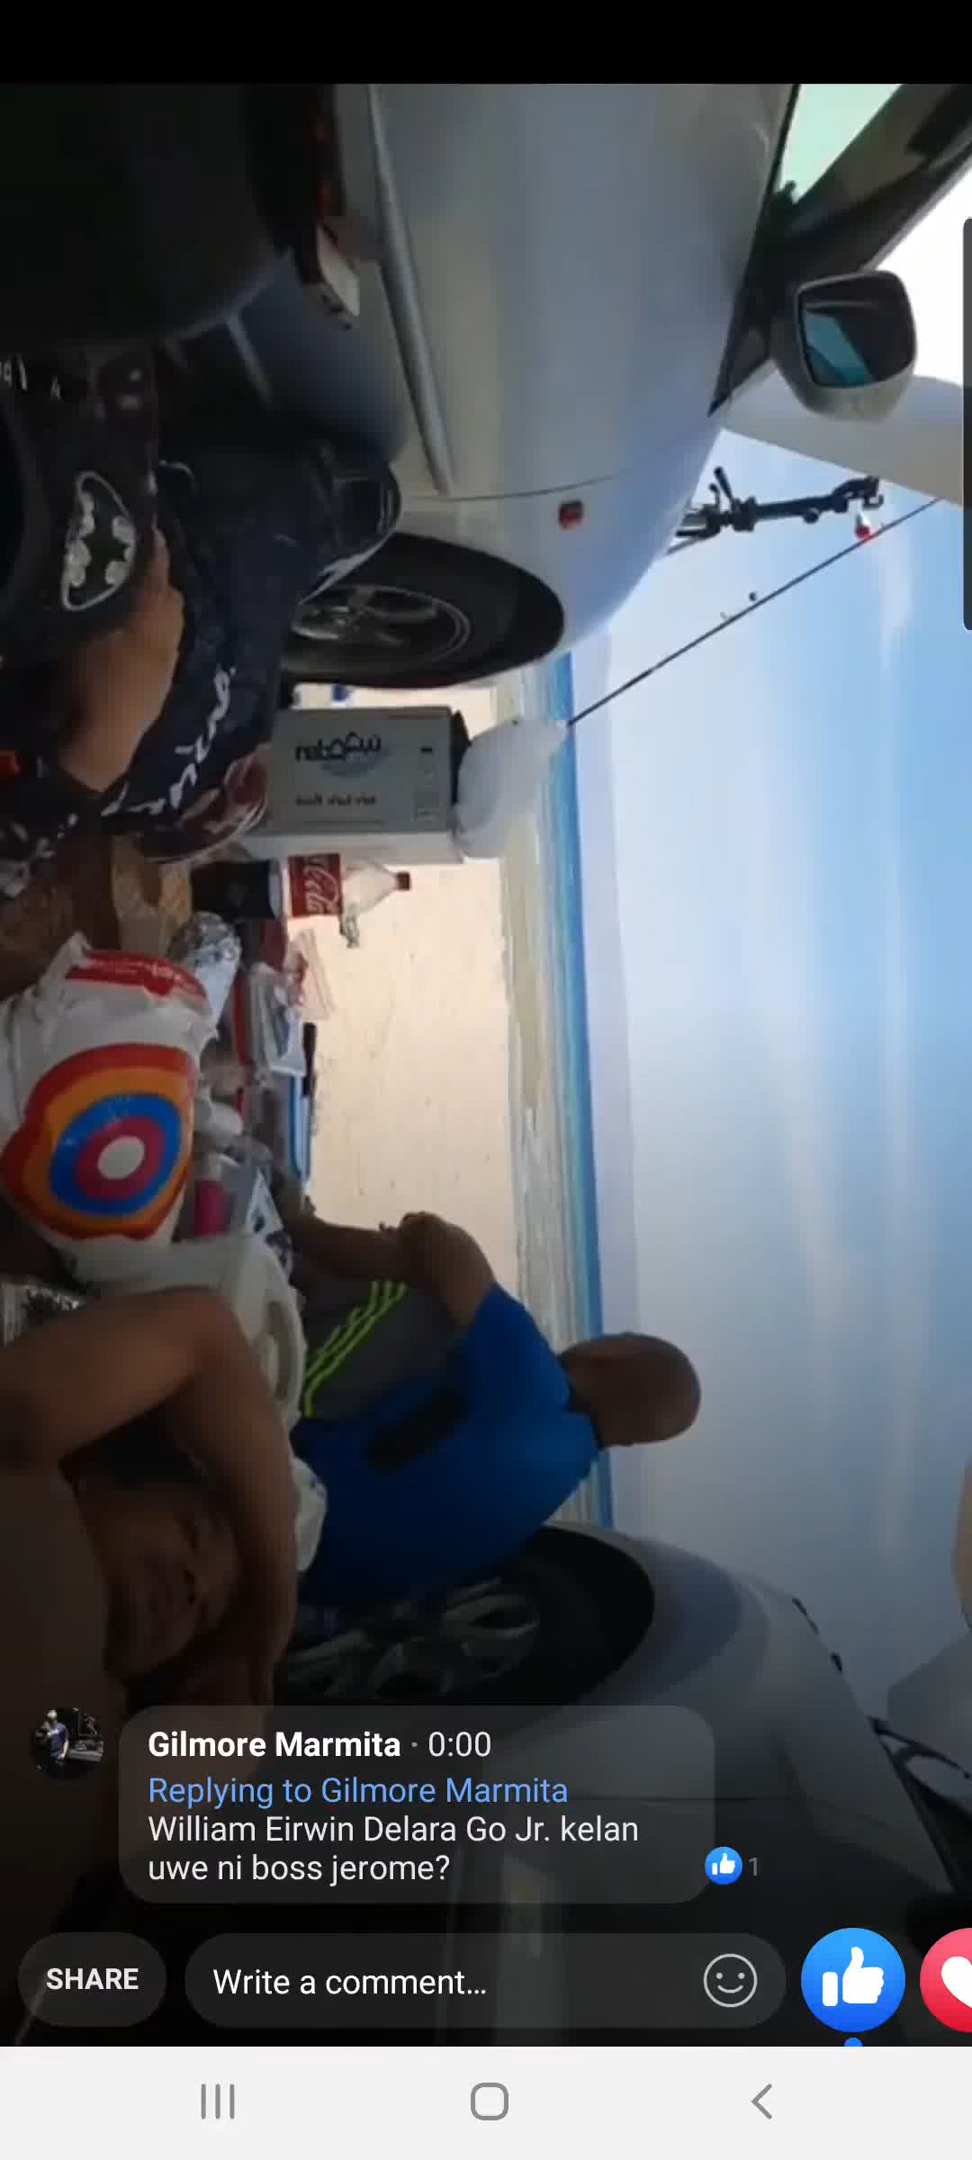 Gilmore Marmita · 0:00
Replying to Gilmore Marmita
William Eirwin Delara Go Jr. kelan
uwe ni boss jerome?
1
SHARE
Write a comment...